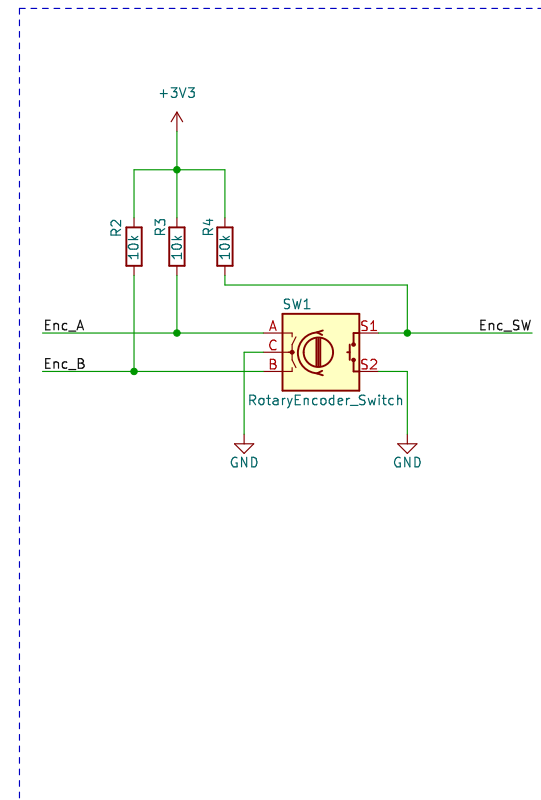 +3V3
R2
10k
R3
10k
R4
10k
SW1
Enc_A
A
S1
Enc_SW
C
Enc_B
B
S2
RotaryEncoder_Switch
GND
GND